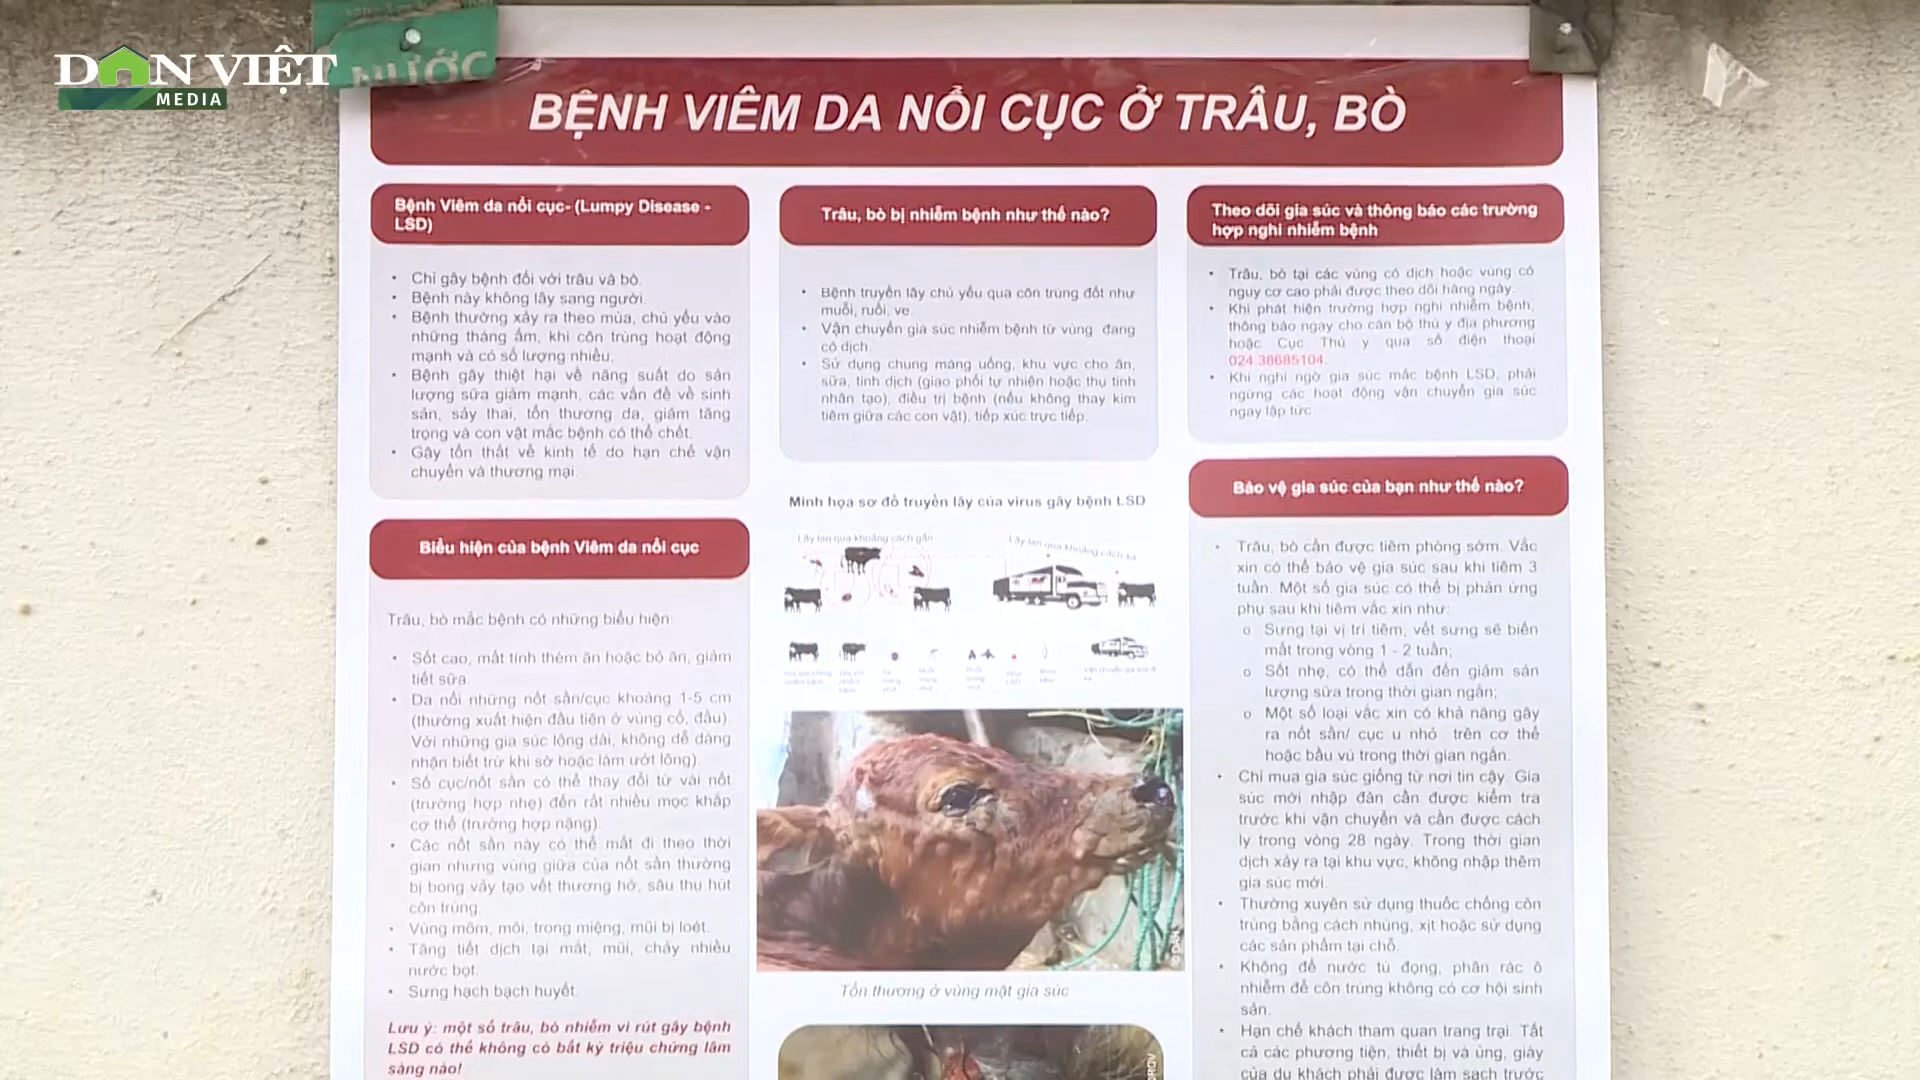 DÂN VIỆT
MEDIA
NƯỚC
BỆNH VIÊM DA NỔI CỤC Ở TRÂU, BÒ
Bệnh Viêm da nổi cục- (Lumpy Disease -
LSD)
• Chỉ gây bệnh đối với trâu và bò.
• Bệnh này không lây sang người.
• Bệnh thường xảy ra theo mùa, chủ yếu vào
những tháng ấm, khi côn trùng hoạt động
mạnh và có số lượng nhiều.
• Bệnh gây thiệt hại về năng suất do sản
lượng sữa giảm mạnh, các vấn đề về sinh
sản, sảy thai, tổn thương da, giảm tăng
trọng và con vật mắc bệnh có thể chết.
• Gây tổn thất về kinh tế do hạn chế vận
chuyển và thương mại.
Biểu hiện của bệnh Viêm da nổi cục
Trâu, bò mắc bệnh có những biểu hiện:
• Sốt cao, mất tính thèm ăn hoặc bỏ ăn, giảm
tiết sữa.
• Da nổi những nốt sần/cục khoảng 1-5 cm
(thường xuất hiện đầu tiên ở vùng cổ, đầu).
Với những gia súc lông dài, không dễ dàng
nhận biết trừ khi sờ hoặc làm ướt lông).
• Số cục/nốt sần có thể thay đổi từ vài nốt
(trường hợp nhẹ) đến rất nhiều mọc khắp
cơ thể (trường hợp nặng).
• Các nốt sần này có thể mất đi theo thời
gian nhưng vùng giữa của nốt sần thường
bị bong vảy tạo vết thương hở, sâu thu hút
côn trùng.
• Vùng mõm, môi, trong miệng, mũi bị loét.
• Tăng tiết dịch tại mắt, mũi, chảy nhiều
nước bọt.
• Sưng hạch bạch huyết.
Lưu ý: một số trâu, bò nhiễm vi rút gây bệnh
LSD có thể không có bất kỳ triệu chứng lâm
sàng nào!
Trâu, bò bị nhiễm bệnh như thế nào?
• Bệnh truyền lây chủ yếu qua côn trùng đốt như
muỗi, ruồi, ve.
• Vận chuyển gia súc nhiễm bệnh từ vùng đang
có dịch.
• Sử dụng chung máng uống, khu vực cho ăn,
sữa, tinh dịch (giao phối tự nhiên hoặc thụ tinh
nhân tạo), điều trị bệnh (nếu không thay kim
tiêm giữa các con vật), tiếp xúc trực tiếp.
Minh họa sơ đồ truyền lây của virus gây bệnh LSD
Lây lan qua khoảng cách gần
Lây lan qua khoảng cách xa
Tổn thương ở vùng mặt gia súc
Theo dõi gia súc và thông báo các trường
hợp nghi nhiễm bệnh
• Trâu, bò tại các vùng có dịch hoặc vùng có
nguy cơ cao phải được theo dõi hàng ngày.
• Khi phát hiện trường hợp nghi nhiễm bệnh,
thông báo ngay cho cán bộ thú y địa phương
hoặc Cục Thú y qua số điện thoại
024.38685104.
• Khi nghi ngờ gia súc mắc bệnh LSD, phải
ngừng các hoạt động vận chuyển gia súc
ngay lập tức
Bảo vệ gia súc của bạn như thế nào?
• Trâu, bò cần được tiêm phòng sớm. Vắc
xin có thể bảo vệ gia súc sau khi tiêm 3
tuần. Một số gia súc có thể bị phản ứng
phụ sau khi tiêm vắc xin như:
o Sưng tại vị trí tiêm, vết sưng sẽ biến
mất trong vòng 1 - 2 tuần;
o Sốt nhẹ, có thể dẫn đến giảm sản
lượng sữa trong thời gian ngắn;
o Một số loại vắc xin có khả năng gây
ra nốt sần/ cục u nhỏ trên cơ thể
hoặc bầu vú trong thời gian ngắn.
• Chỉ mua gia súc giống từ nơi tin cậy. Gia
súc mới nhập đàn cần được kiểm tra
trước khi vận chuyển và cần được cách
ly trong vòng 28 ngày. Trong thời gian
dịch xảy ra tại khu vực, không nhập thêm
gia súc mới.
• Thường xuyên sử dụng thuốc chống côn
trùng bằng cách nhúng, xịt hoặc sử dụng
các sản phẩm tại chỗ.
• Không để nước tù đọng, phân rác ô
nhiễm để côn trùng không có cơ hội sinh
sản.
• Hạn chế khách tham quan trang trại. Tất
cả các phương tiện, thiết bị và ủng, giày
của du khách phải được làm sạch trước